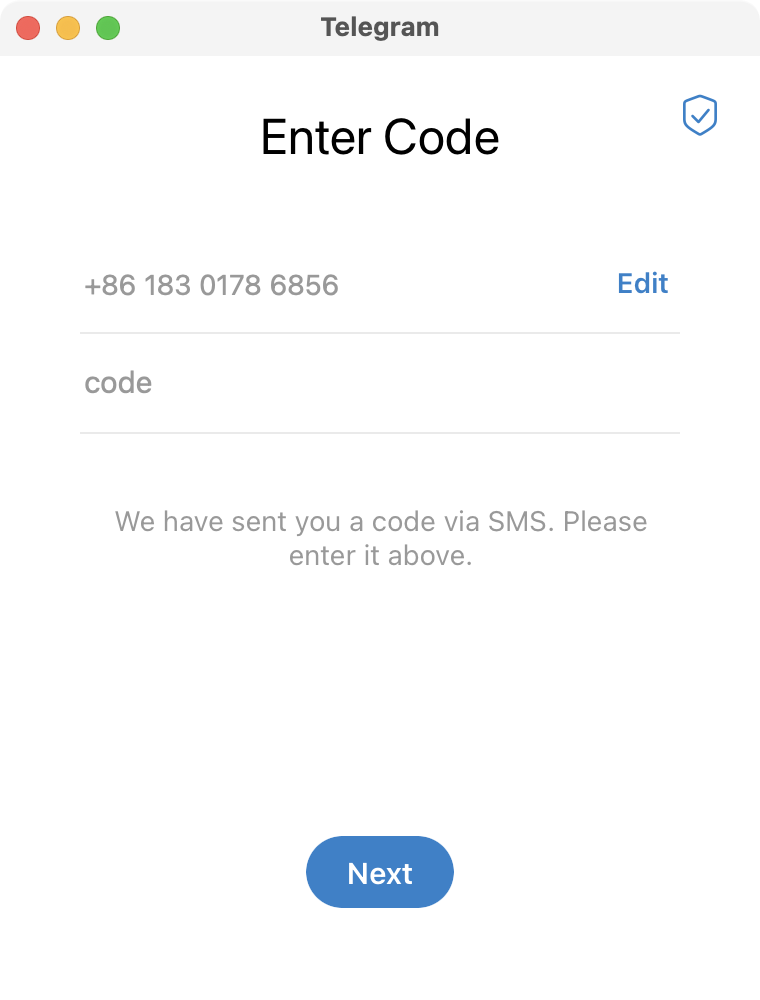 Telegram
Enter Code
+86 183 0178 6856
Edit
code
We have sent you a code via SMS. Please
enter it above.
Next